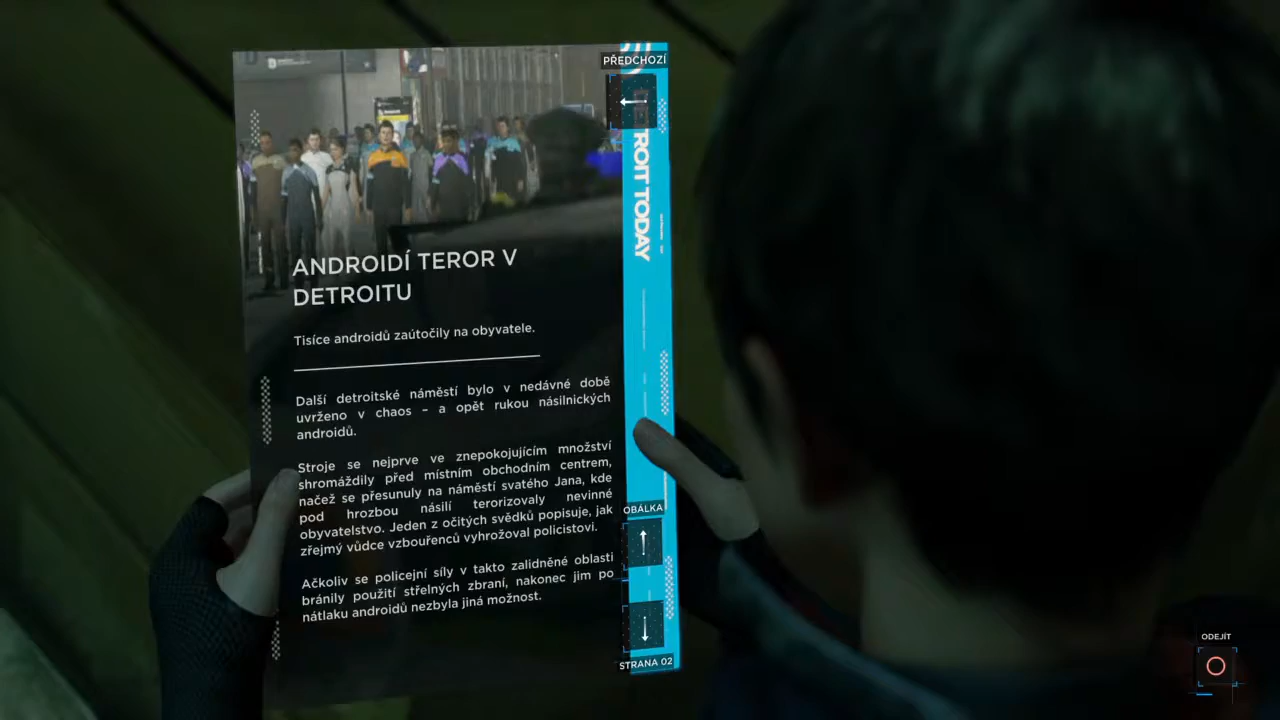 PŘEDCHOZÍ
DETROIT TODAY
ANDROIDÍ TEROR V
DETROITU
Tisíce androidů zaútočily na obyvatele.
Další detroitské náměstí bylo v nedávné době
uvrženo v chaos – a opět rukou násilnických
androidů.
Stroje se nejprve ve znepokojujícím množství
shromáždily před místním obchodním centrem,
načež se přesunuly na náměstí svatého Jana, kde
pod hrozbou násilí terorizovaly nevinné
obyvatelstvo. Jeden z očitých svědků popisuje, jak
zřejmý vůdce vzbouřenců vyhrožoval policistovi.
Ačkoliv se policejní síly v takto zalidněné oblasti
bránily použití střelných zbraní, nakonec jim po
nátlaku androidů nezbyla jiná možnost.
OBÁLKA
STRANA 02
ODEJÍT